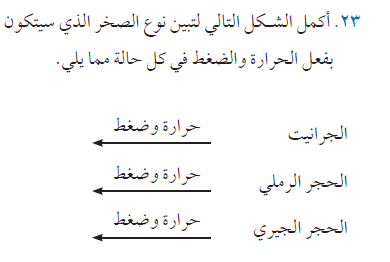 ٢٣. أكمل الشكل التالي لتبين نوع الصخر الذي سيتكون
بفعل الحرارة والضغط في كل حالة مما يلي.
الجرانيت حرارة وضغط
الحجر الرملي حرارة وضغط
الحجر الجيري حرارة وضغط